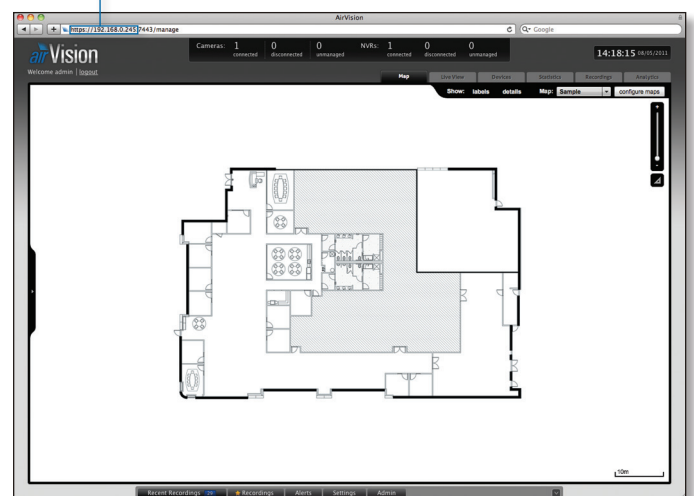 AirVision
https://192.168.0.245:7443/manage
Google
airVision
Cameras: 1 connected 0 disconnected 0 unmanaged NVRs: 1 connected 0 disconnected 0 unmanaged
14:18:15 08/05/2011
Welcome admin | logout
Map Live View Devices Statistics Recordings Analytics
Show: labels details Map: Sample configure maps
+
-
10m
Recent Recordings 20 Recordings Alerts Settings Admin